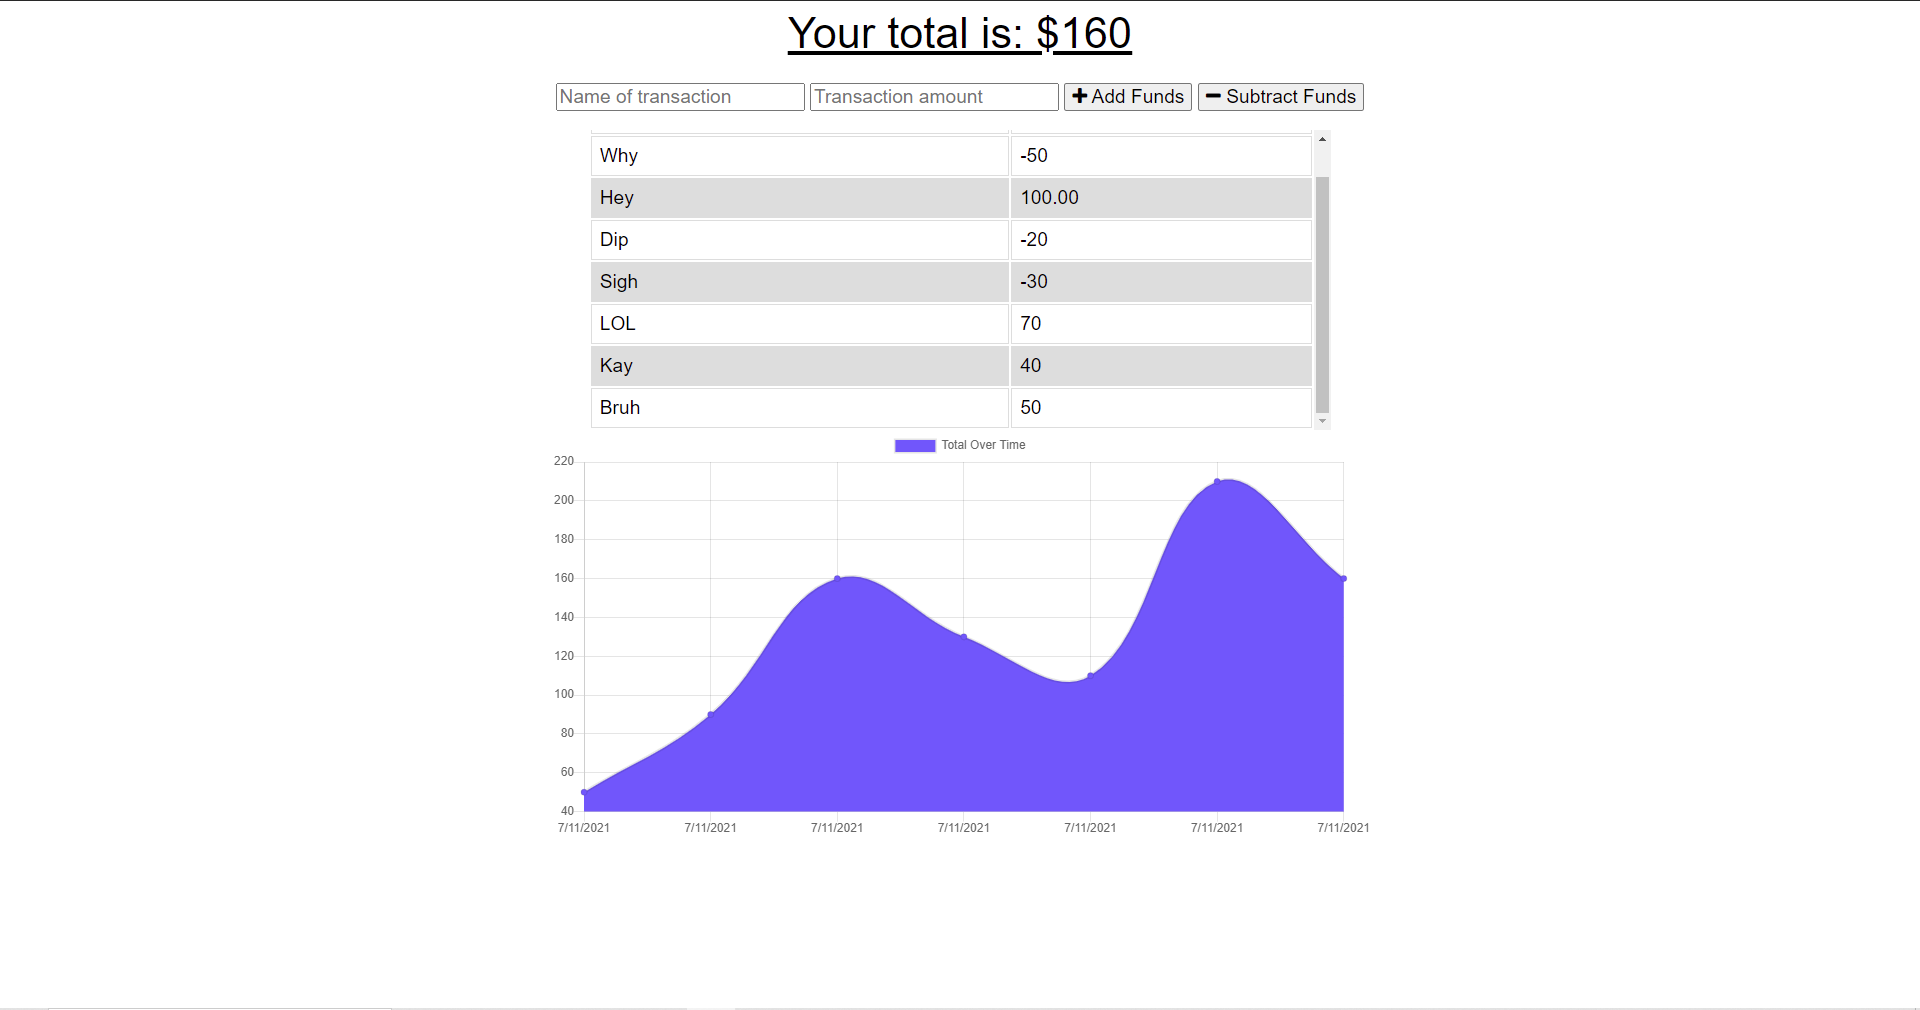 Your total is: $160
Name of transaction Transaction amount Add Funds Subtract Funds
Why -50
Hey 100.00
Dip -20
Sigh -30
LOL 70
Kay 40
Bruh 50
Total Over Time
220
200
180
160
140
120
100
80
60
40
7/11/2021 7/11/2021 7/11/2021 7/11/2021 7/11/2021 7/11/2021 7/11/2021